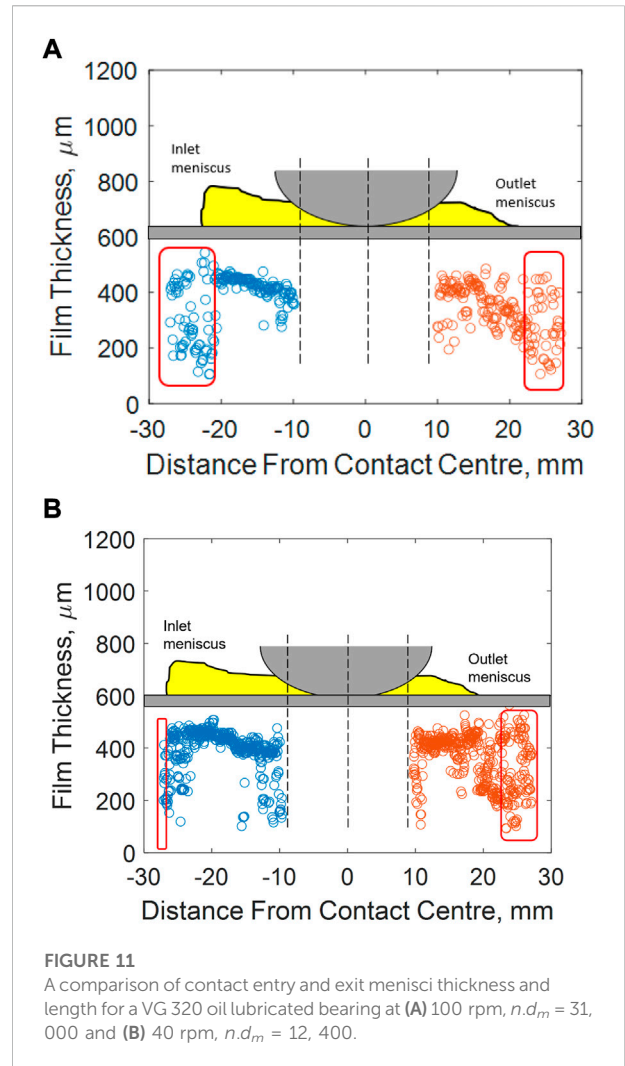 A
1200
1000
800
600
400
200
0
Film Thickness, μm
Inlet
meniscus
Outlet
meniscus
-30 -20 -10 0 10 20 30
Distance From Contact Centre, mm
B
1200
1000
800
600
400
200
0
Film Thickness, μm
Inlet
meniscus
Outlet
meniscus
-30 -20 -10 0 10 20 30
Distance From Contact Centre, mm
FIGURE 11
A comparison of contact entry and exit menisci thickness and
length for a VG 320 oil lubricated bearing at (A) 100 rpm, n.dm = 31,
000 and (B) 40 rpm, n.dm = 12, 400.